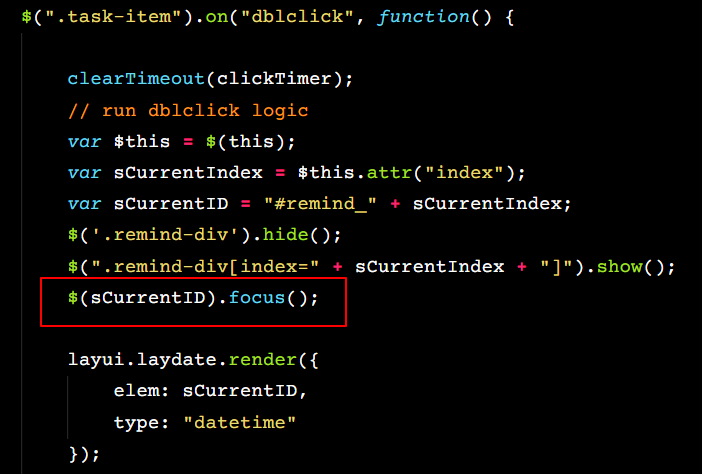 $(".task-item").on("dblclick", function() {
clearTimeout(clickTimer);
// run dblclick logic
var $this = $(this);
var sCurrentIndex = $this.attr("index");
var sCurrentID = "#remind_" + sCurrentIndex;
$('.remind-div').hide();
$(".remind-div[index=" + sCurrentIndex + "]").show();
$(sCurrentID).focus();
layui.laydate.render({
elem: sCurrentID,
type: "datetime"
});